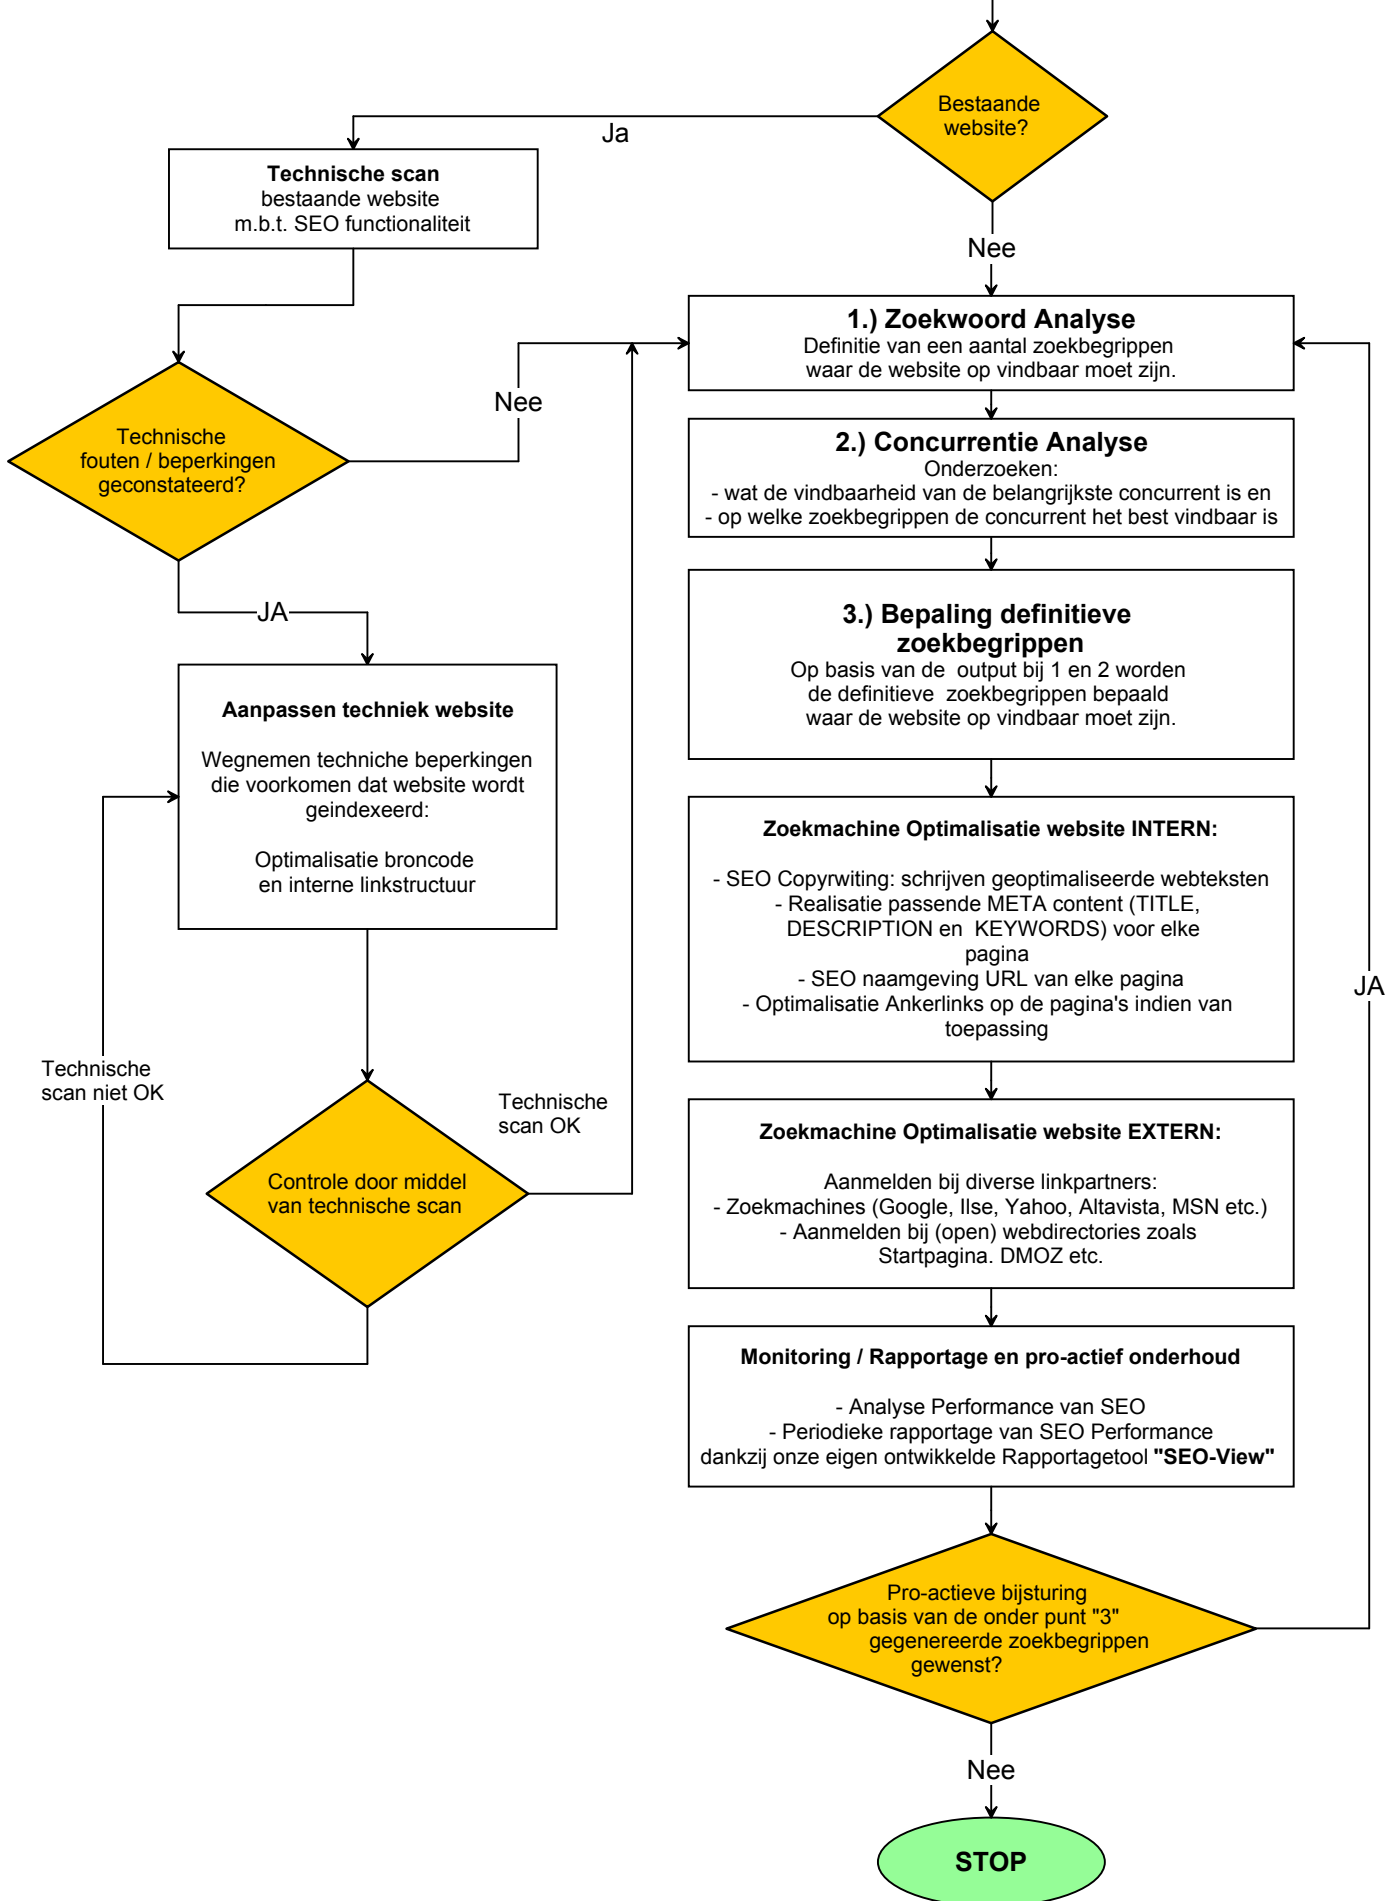 Bestaande
website?
Ja
Technische scan
bestaande website
m.b.t. SEO functionaliteit
Nee
1.) Zoekwoord Analyse
Definitie van een aantal zoekbegrippen
waar de website op vindbaar moet zijn.
Nee
Technische
fouten / beperkingen
geconstateerd?
2.) Concurrentie Analyse
Onderzoeken:
- wat de vindbaarheid van de belangrijkste concurrent is en
- op welke zoekbegrippen de concurrent het best vindbaar is
JA
3.) Bepaling definitieve
zoekbegrippen
Op basis van de output bij 1 en 2 worden
de definitieve zoekbegrippen bepaald
waar de website op vindbaar moet zijn.
Aanpassen techniek website
Wegnemen techniche beperkingen
die voorkomen dat website wordt
geindexeerd:
Optimalisatie broncode
en interne linkstructuur
Zoekmachine Optimalisatie website INTERN:
- SEO Copyrwiting: schrijven geoptimaliseerde webteksten
- Realisatie passende META content (TITLE,
DESCRIPTION en KEYWORDS) voor elke
pagina
- SEO naamgeving URL van elke pagina
- Optimalisatie Ankerlinks op de pagina's indien van
toepassing
JA
Technische
scan niet OK
Technische
scan OK
Controle door middel
van technische scan
Zoekmachine Optimalisatie website EXTERN:
Aanmelden bij diverse linkpartners:
- Zoekmachines (Google, Ilse, Yahoo, Altavista, MSN etc.)
- Aanmelden bij (open) webdirectories zoals
Startpagina. DMOZ etc.
Monitoring / Rapportage en pro-actief onderhoud
- Analyse Performance van SEO
- Periodieke rapportage van SEO Performance
dankzij onze eigen ontwikkelde Rapportagetool "SEO-View"
Pro-actieve bijsturing
op basis van de onder punt "3"
gegenereerde zoekbegrippen
gewenst?
Nee
STOP